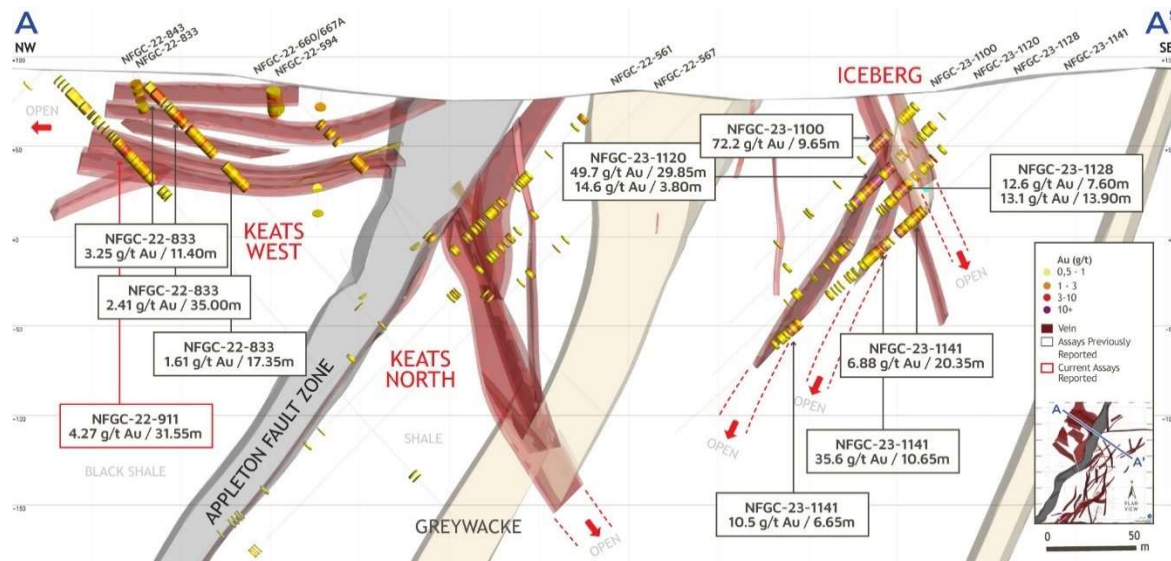 A
A'
NW
SE
NFGC-22-843
NFGC-22-833
NFGC-22-660/667A
NFGC-22-594
NFGC-22-561
NFGC-22-567
ICEBERG
NFGC-23-1100
NFGC-23-1120
NFGC-23-1128
NFGC-23-1141
+100
OPEN
+50
+0
-50
-100
-150
NFGC-23-1100
72.2 g/t Au / 9.65m
NFGC-23-1120
49.7 g/t Au / 29.85m
14.6 g/t Au / 3.80m
NFGC-23-1128
12.6 g/t Au / 7.60m
13.1 g/t Au / 13.90m
KEATS
WEST
NFGC-22-833
3.25 g/t Au / 11.40m
NFGC-22-833
2.41 g/t Au / 35.00m
NFGC-22-833
1.61 g/t Au / 17.35m
NFGC-22-911
4.27 g/t Au / 31.55m
BLACK SHALE
APPLETON FAULT ZONE
KEATS
NORTH
SHALE
GREYWACKE
OPEN
OPEN
OPEN
OPEN
NFGC-23-1141
6.88 g/t Au / 20.35m
NFGC-23-1141
35.6 g/t Au / 10.65m
NFGC-23-1141
10.5 g/t Au / 6.65m
Au (g/t)
0,5 - 1
1 - 3
3-10
10+
Vein
Assays Previously
Reported
Current Assays
Reported
A
A'
PLAN
VIEW
0
50
m